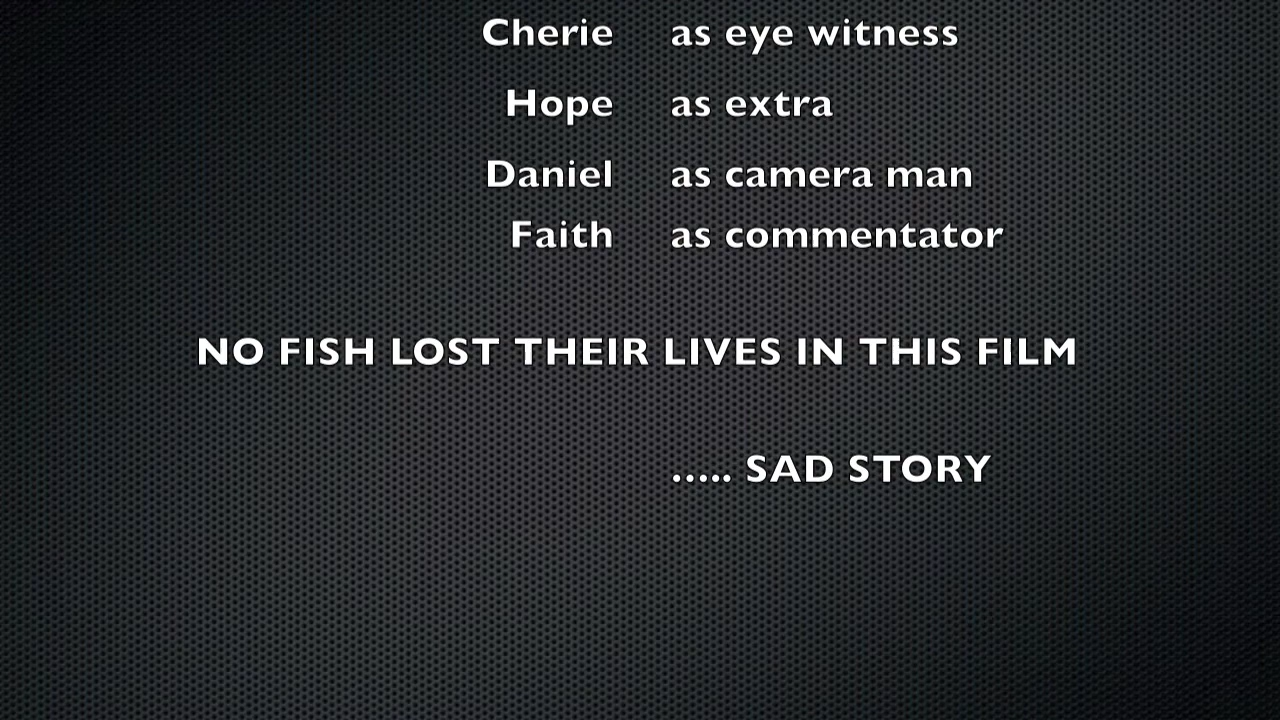 Cherie as eye witness
Hope as extra
Daniel as camera man
Faith as commentator
NO FISH LOST THEIR LIVES IN THIS FILM
..... SAD STORY